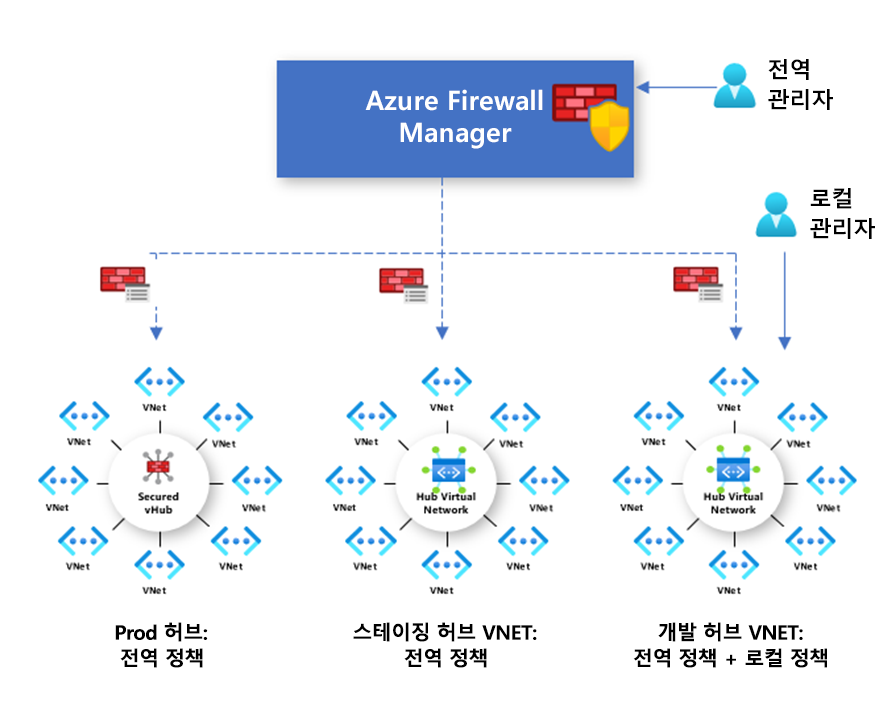 Azure Firewall
Manager
전역
관리자
로컬
관리자
VNet
VNet
VNet
VNet
Secured
vHub
VNet
VNet
VNet
VNet
VNet
VNet
VNet
VNet
Hub Virtual
Network
VNet
VNet
VNet
VNet
VNet
VNet
VNet
VNet
Hub Virtual
Network
VNet
VNet
VNet
VNet
Prod 허브:
전역 정책
스테이징 허브 VNET:
전역 정책
개발 허브 VNET:
전역 정책 + 로컬 정책